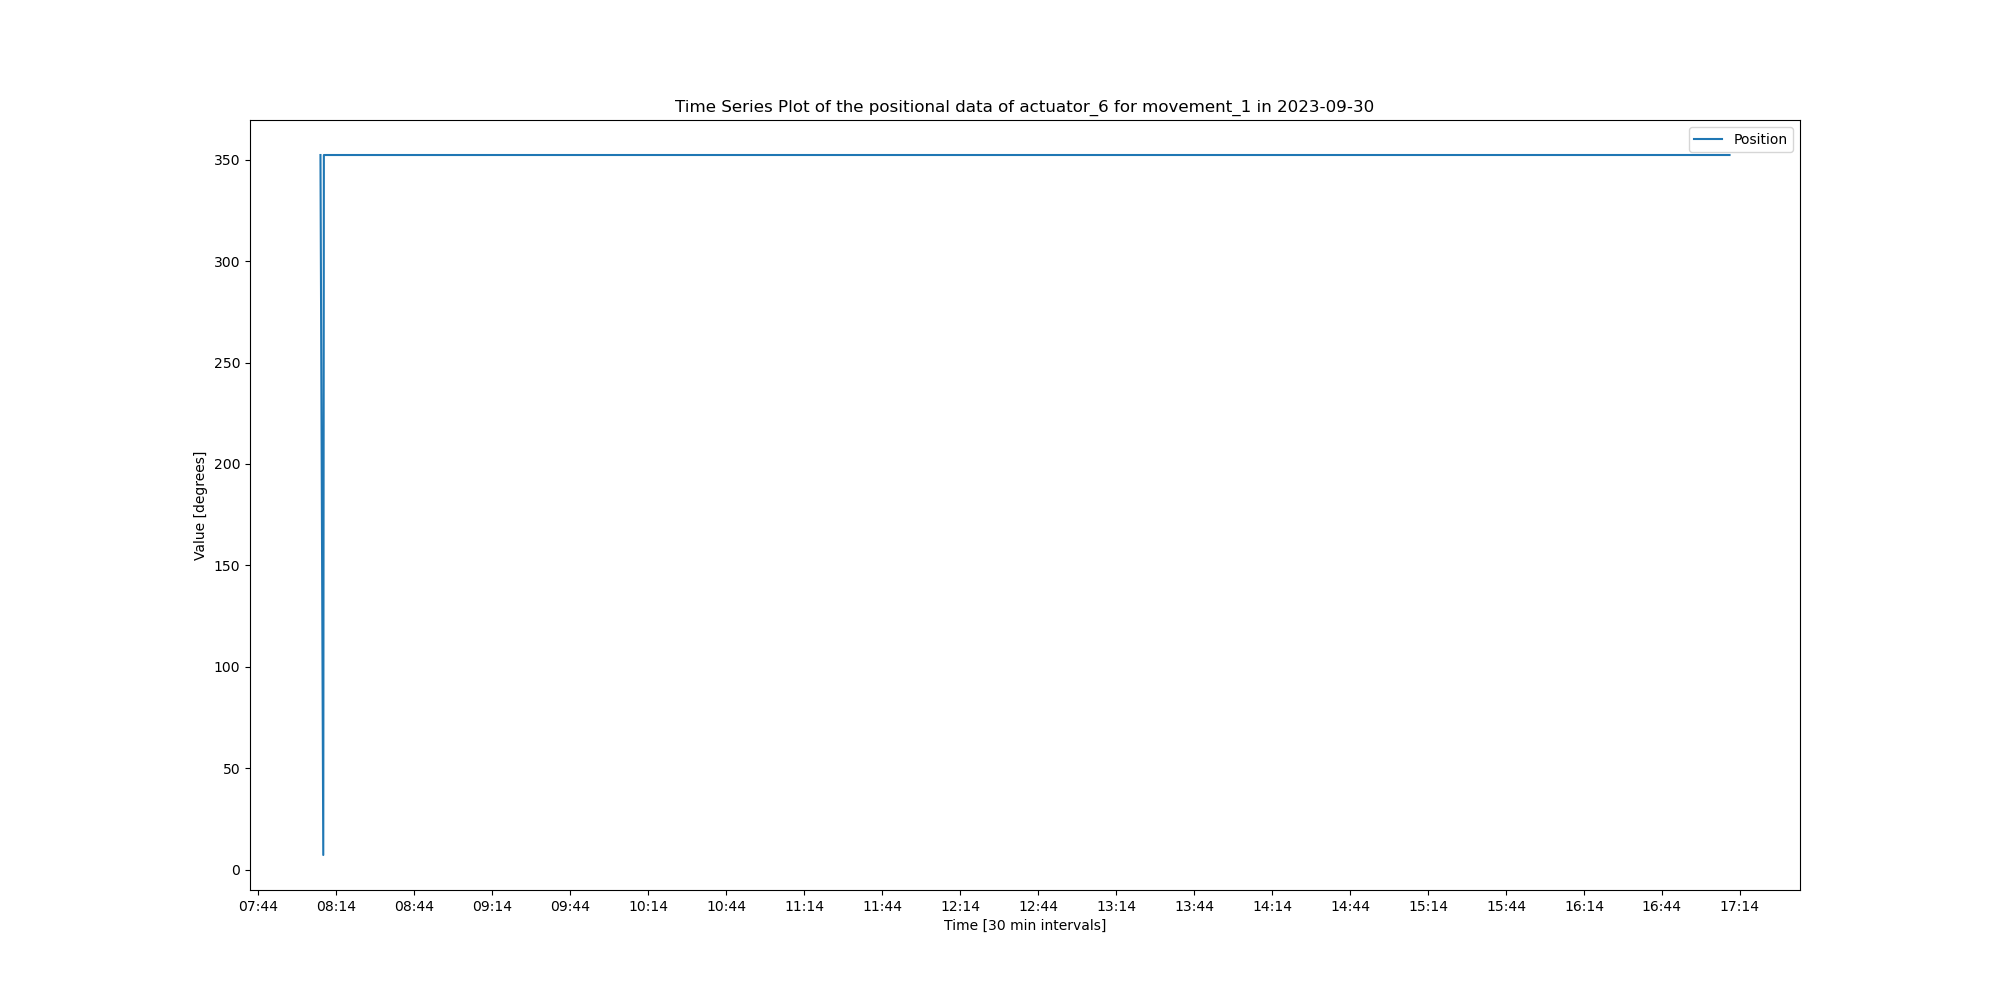 Time Series Plot of the positional data of actuator_6 for movement_1 in 2023-09-30
Position
350
300
250
200
150
100
50
0
Value [degrees]
07:44 08:14 08:44 09:14 09:44 10:14 10:44 11:14 11:44 12:14 12:44 13:14 13:44 14:14 14:44 15:14 15:44 16:14 16:44 17:14
Time [30 min intervals]